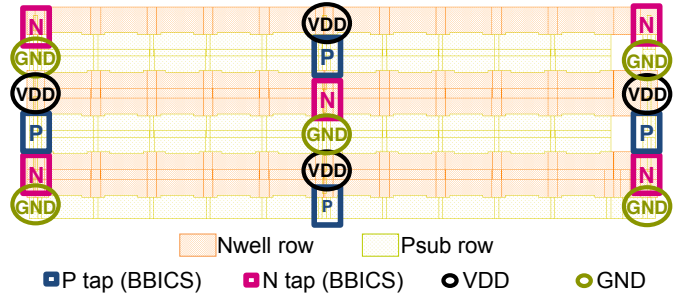 N VDD N
GND P GND
VDD N VDD
P GND P
N VDD N
GND P GND
Nwell row Psub row
P tap (BBICS) N tap (BBICS) VDD GND